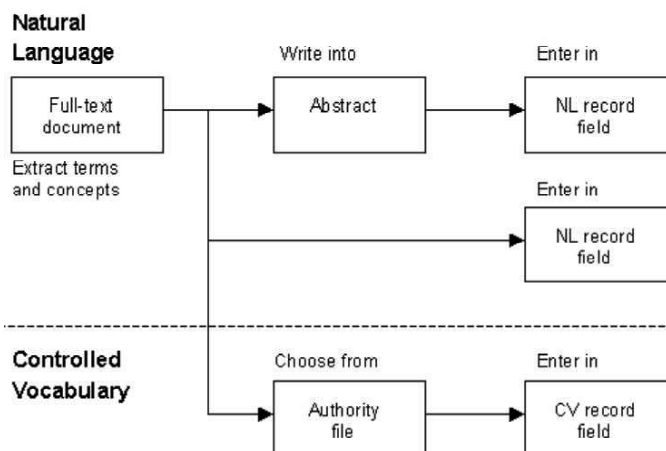 Natural
Language
Write into
Enter in
Full-text
document
Abstract
NL record
field
Extract terms
and concepts
Enter in
NL record
field
Controlled
Vocabulary
Choose from
Enter in
Authority
file
CV record
field